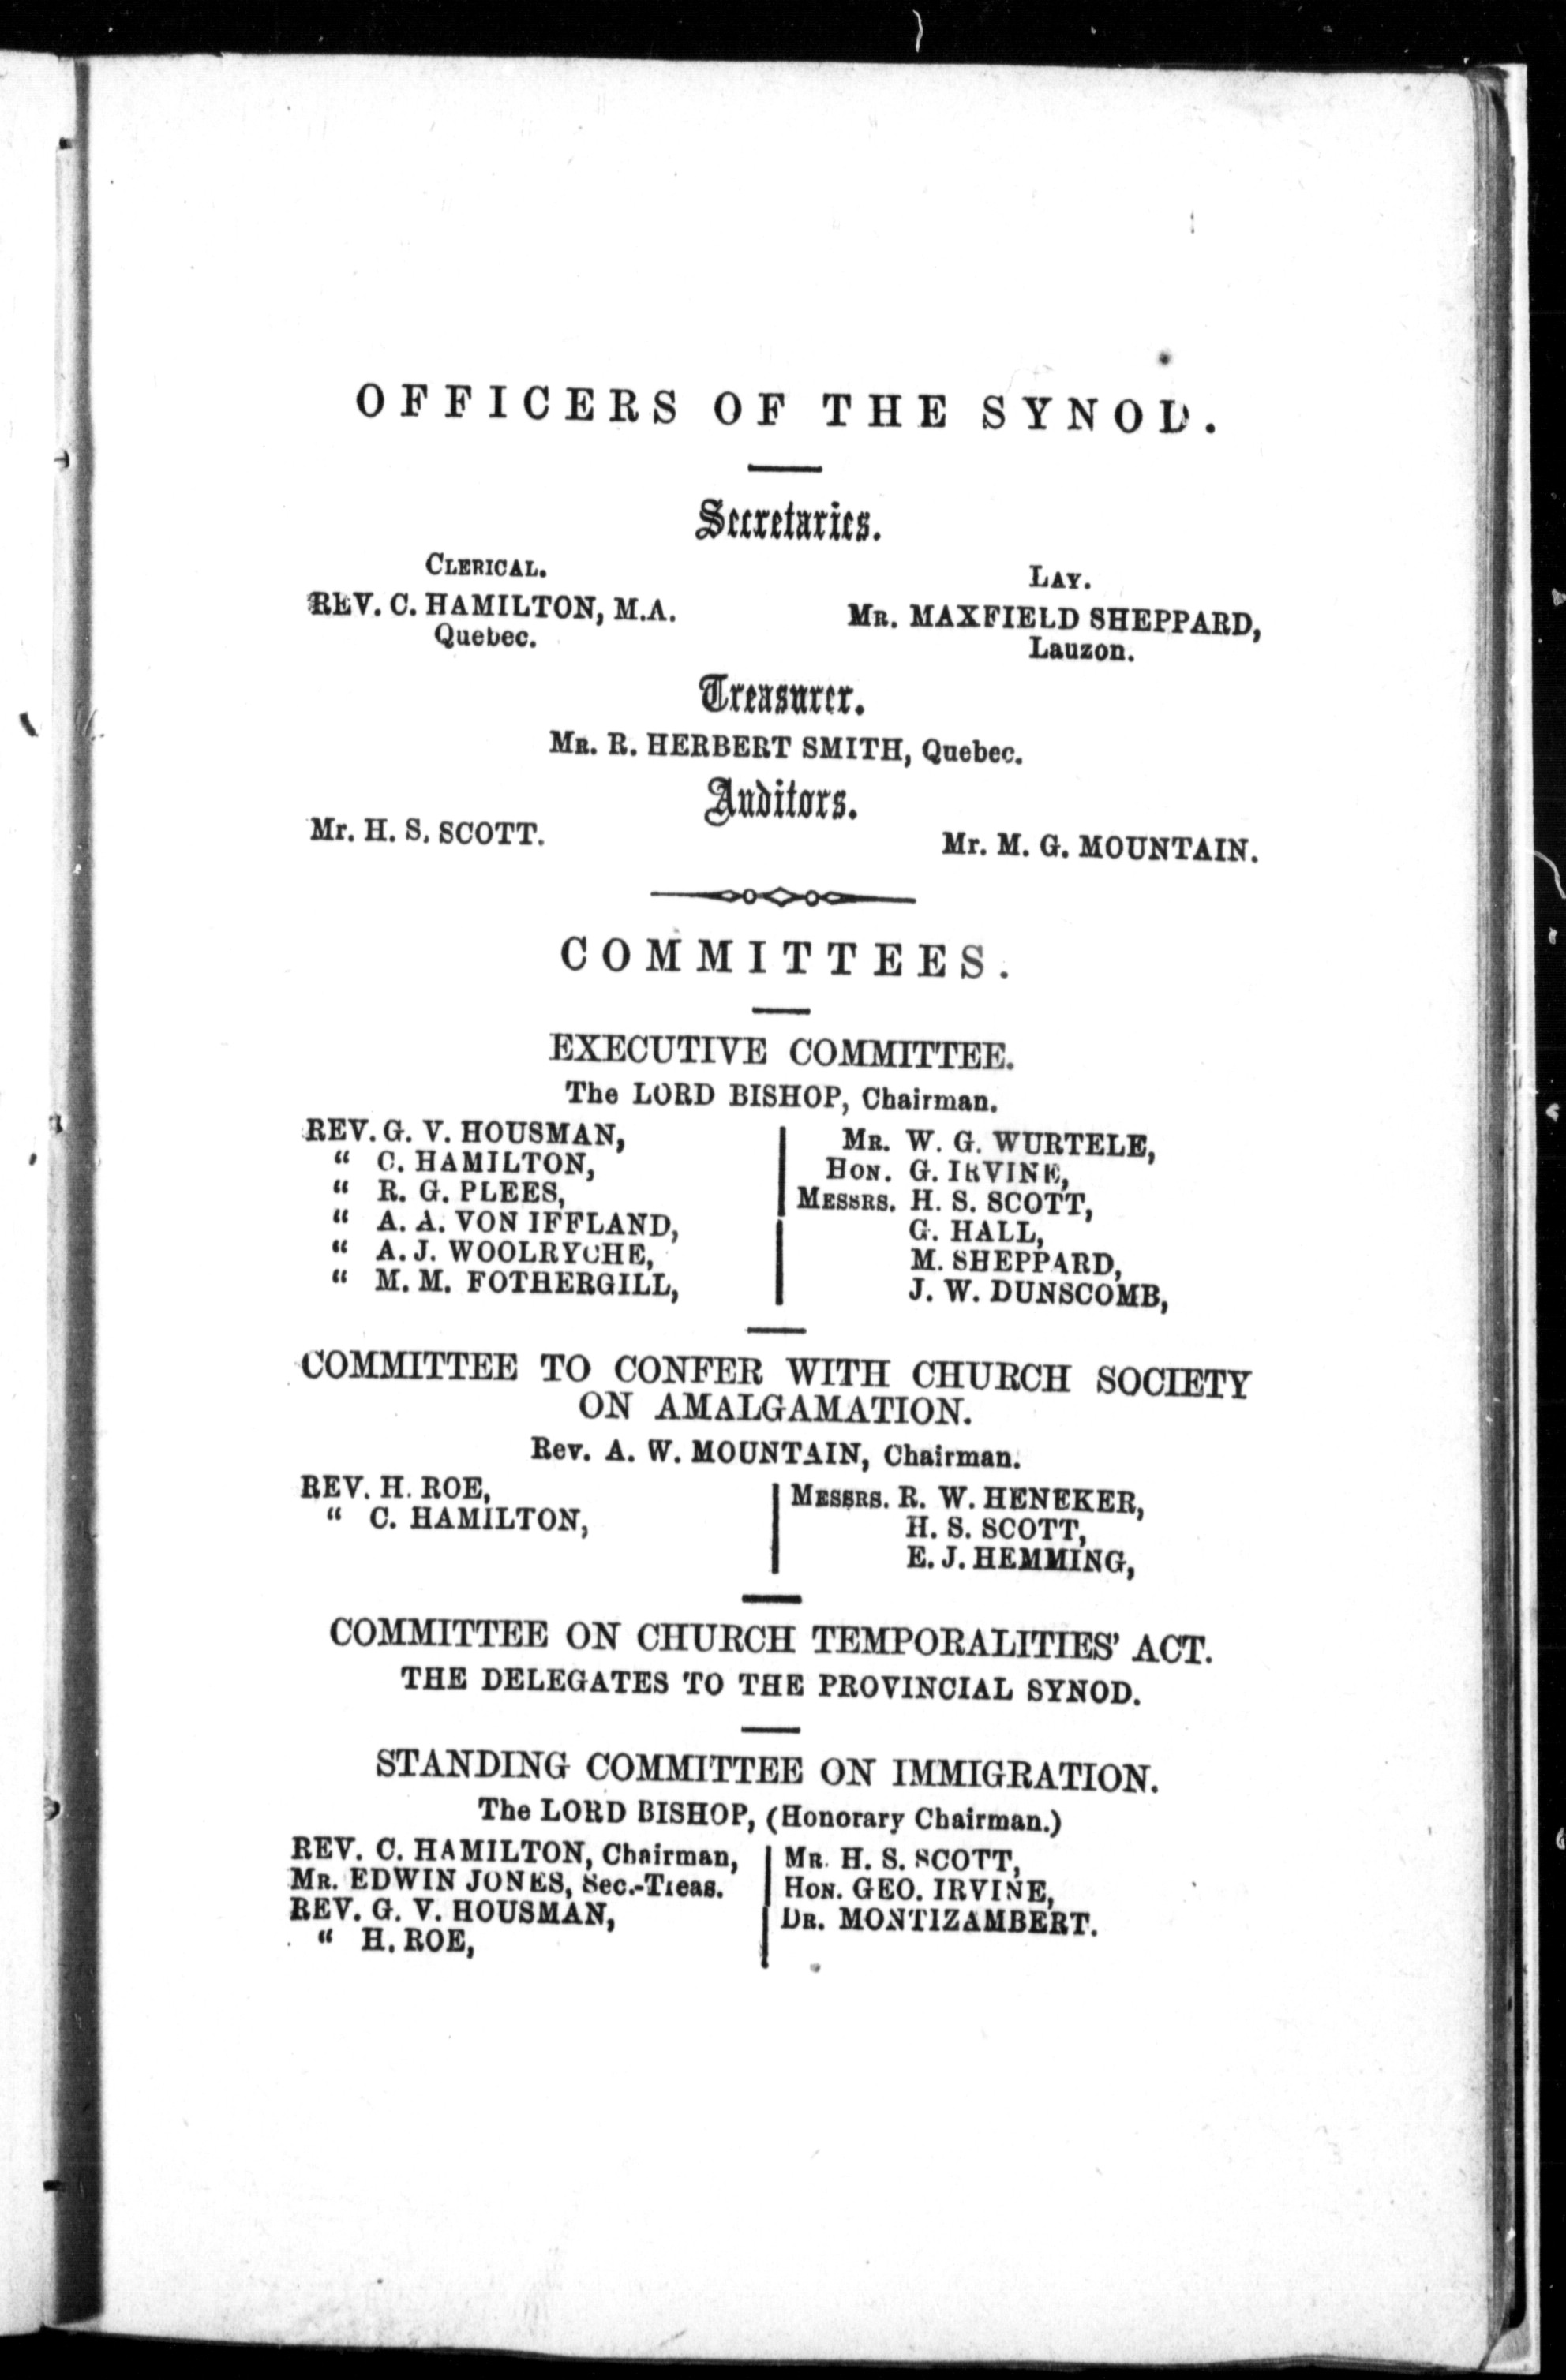 OFFICERS OF THE SYNOD.
Secretaries.
CLERICAL.
REV. C. HAMILTON, M.A.
Quebec.
LAY.
MR. MAXFIELD SHEPPARD,
Lauzon.
Treasurer.
MR. R. HERBERT SMITH, Quebec.
Auditors.
Mr. H. S. SCOTT.
Mr. M. G. MOUNTAIN.
COMMITTEES.
EXECUTIVE COMMITTEE.
The LORD BISHOP, Chairman.
REV. G. V. HOUSMAN,
“ C. HAMILTON,
“ R. G. PLEES,
“ A. A. VON IFFLAND,
“ A. J. WOOLRYCHE,
“ M. M. FOTHERGILL,
MR. W. G. WURTELE,
HON. G. IRVINE,
MESSRS. H. S. SCOTT,
G. HALL,
M. SHEPPARD,
J. W. DUNSCOMB,
COMMITTEE TO CONFER WITH CHURCH SOCIETY
ON AMALGAMATION.
Rev. A. W. MOUNTAIN, Chairman.
REV. H. ROE,
“ C. HAMILTON,
MESSRS. R. W. HENEKER,
H. S. SCOTT,
E. J. HEMMING,
COMMITTEE ON CHURCH TEMPORALITIES’ ACT.
THE DELEGATES TO THE PROVINCIAL SYNOD.
STANDING COMMITTEE ON IMMIGRATION.
The LORD BISHOP, (Honorary Chairman.)
REV. C. HAMILTON, Chairman,
MR. EDWIN JONES, Sec.-Treas.
REV. G. V. HOUSMAN,
“ H. ROE,
MR. H. S. SCOTT,
HON. GEO. IRVINE,
DR. MONTIZAMBERT.